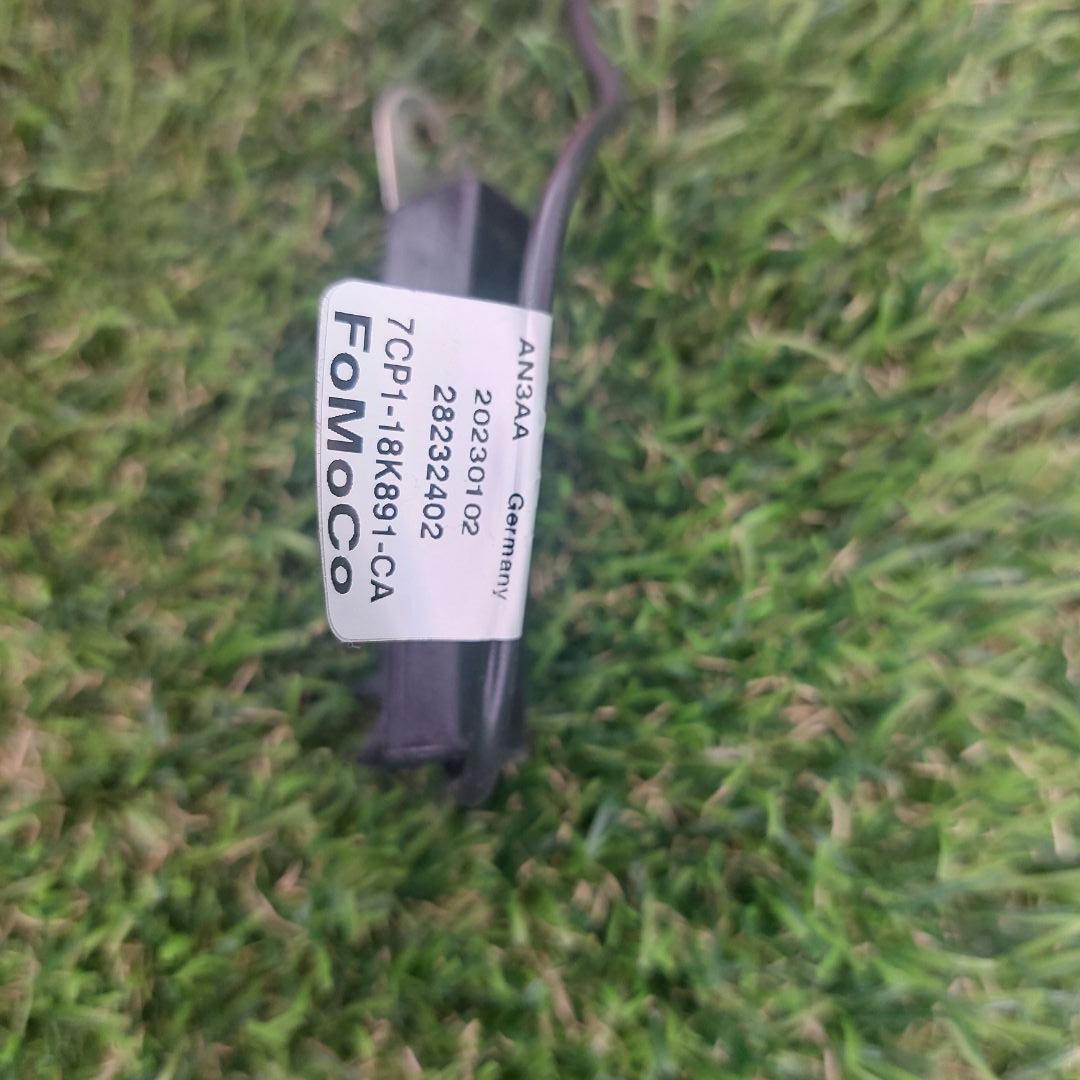 AN3AA Germany
20230102
28232402
7CP1-18K891-CA
FoMoCo